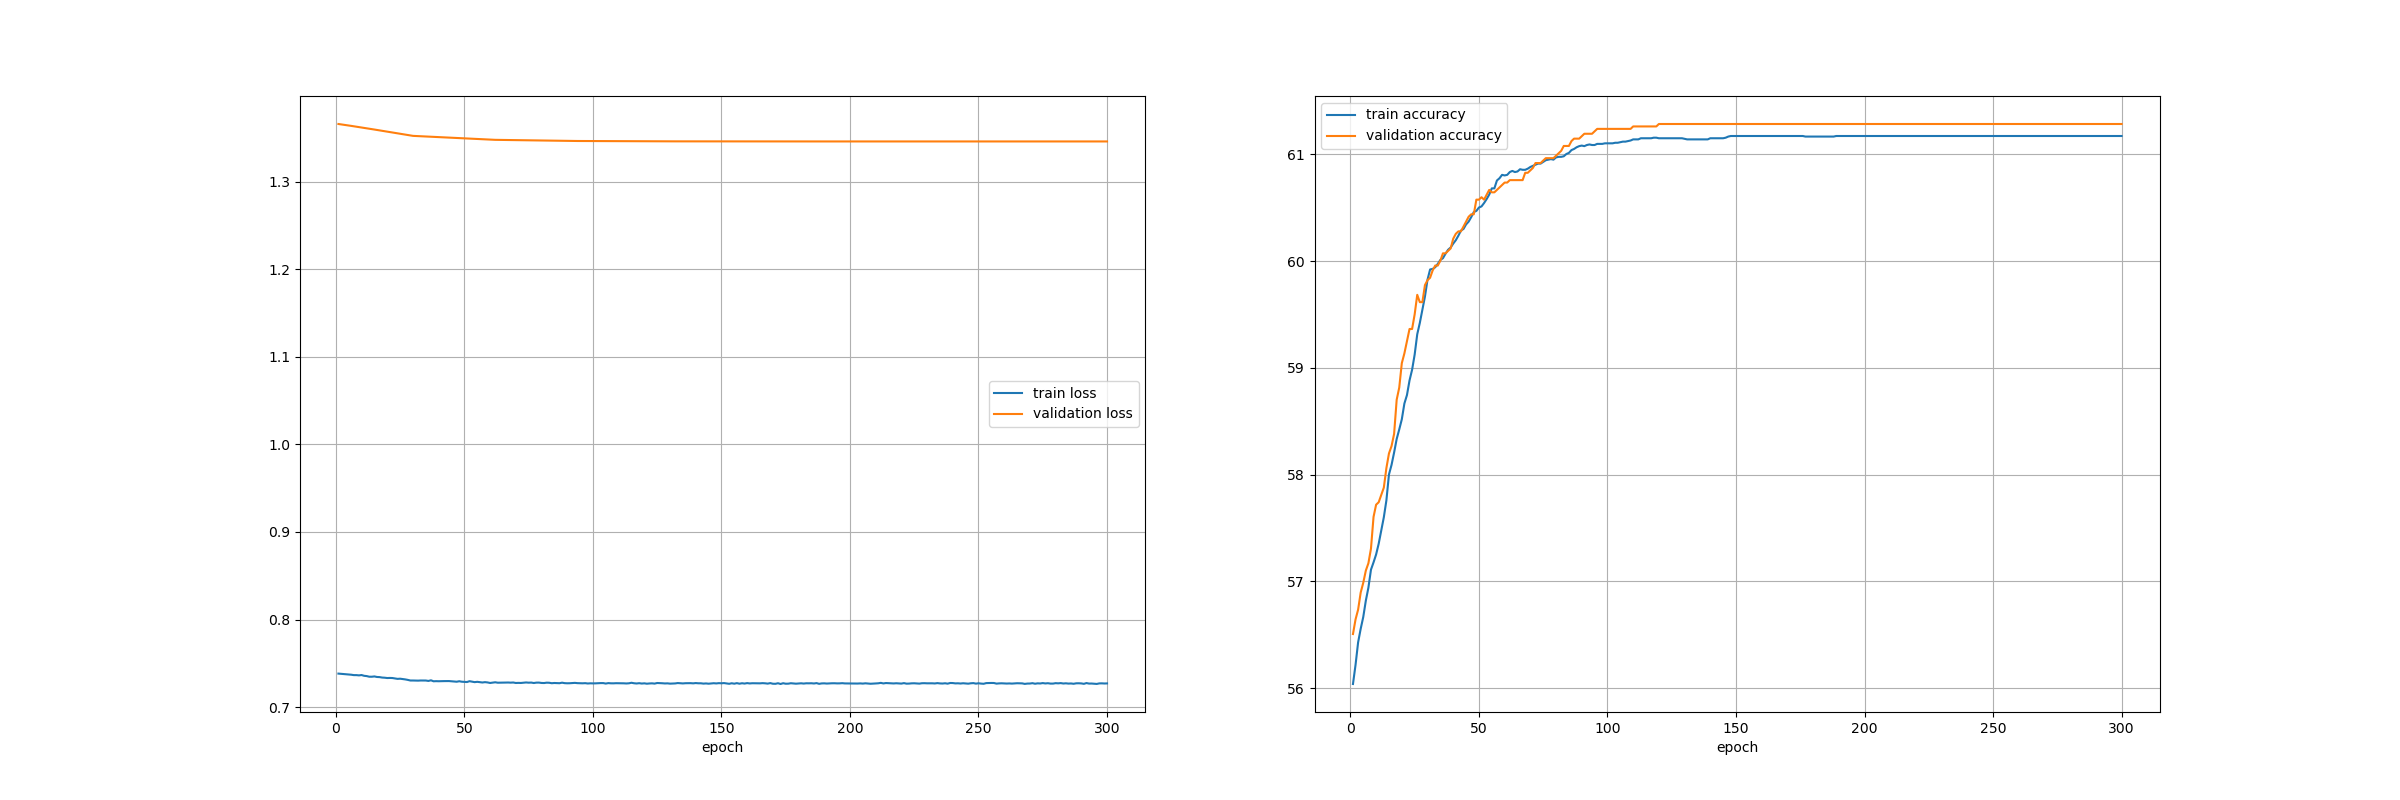 1.3
1.2
1.1
1.0
0.9
0.8
0.7
0 50 100 150 200 250 300
epoch
train loss
validation loss
train accuracy
validation accuracy
61
60
59
58
57
56
0 50 100 150 200 250 300
epoch